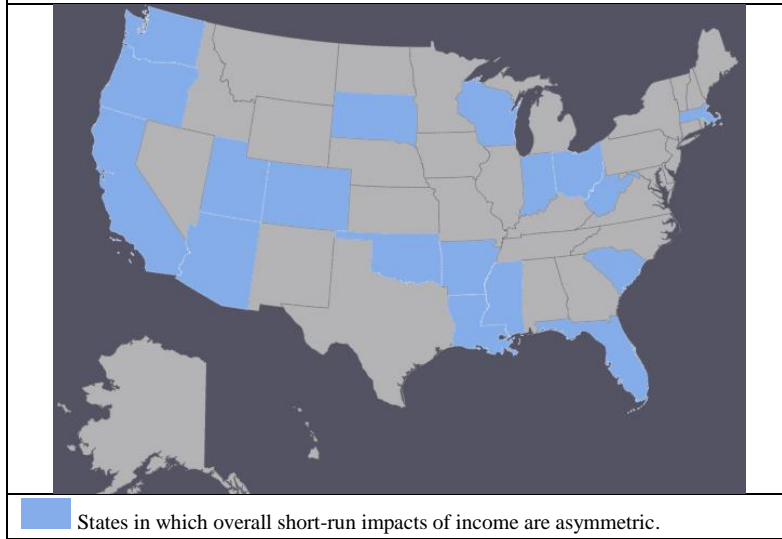 States in which overall short-run impacts of income are asymmetric.